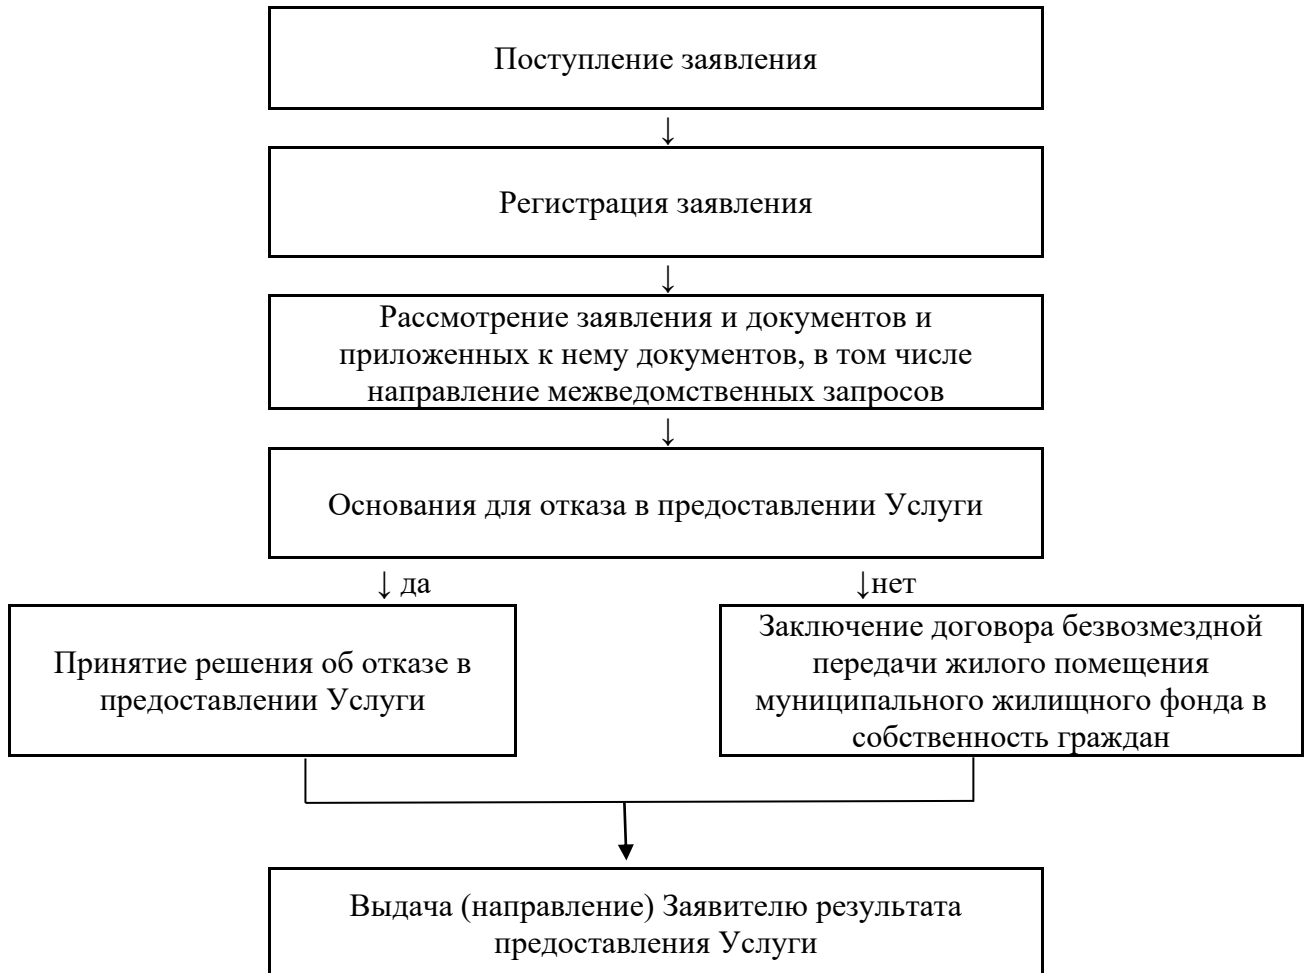 Поступление заявления
↓
Регистрация заявления
↓
Рассмотрение заявления и документов и
приложенных к нему документов, в том числе
направление межведомственных запросов
↓
Основания для отказа в предоставлении Услуги
↓ да
↓нет
Принятие решения об отказе в
предоставлении Услуги
Заключение договора безвозмездной
передачи жилого помещения
муниципального жилищного фонда в
собственность граждан
Выдача (направление) Заявителю результата
предоставления Услуги